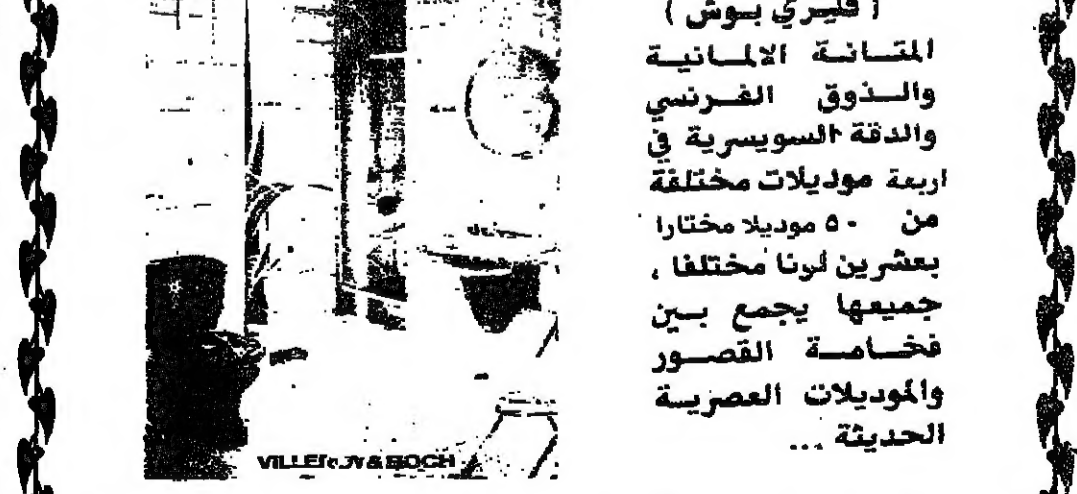 ( فليري بوش )
المتانة الالمانية
والذوق الفرنسي
والدقة السويسرية في
اربعة موديلات مختلفة
من ٥٠ موديلا مختارا
بعشرين لونا مختلفا ،
جميعها يجمع بين
فخامة القصور
والموديلات العصرية
الحديثة ...
VILLEROY & BOCH